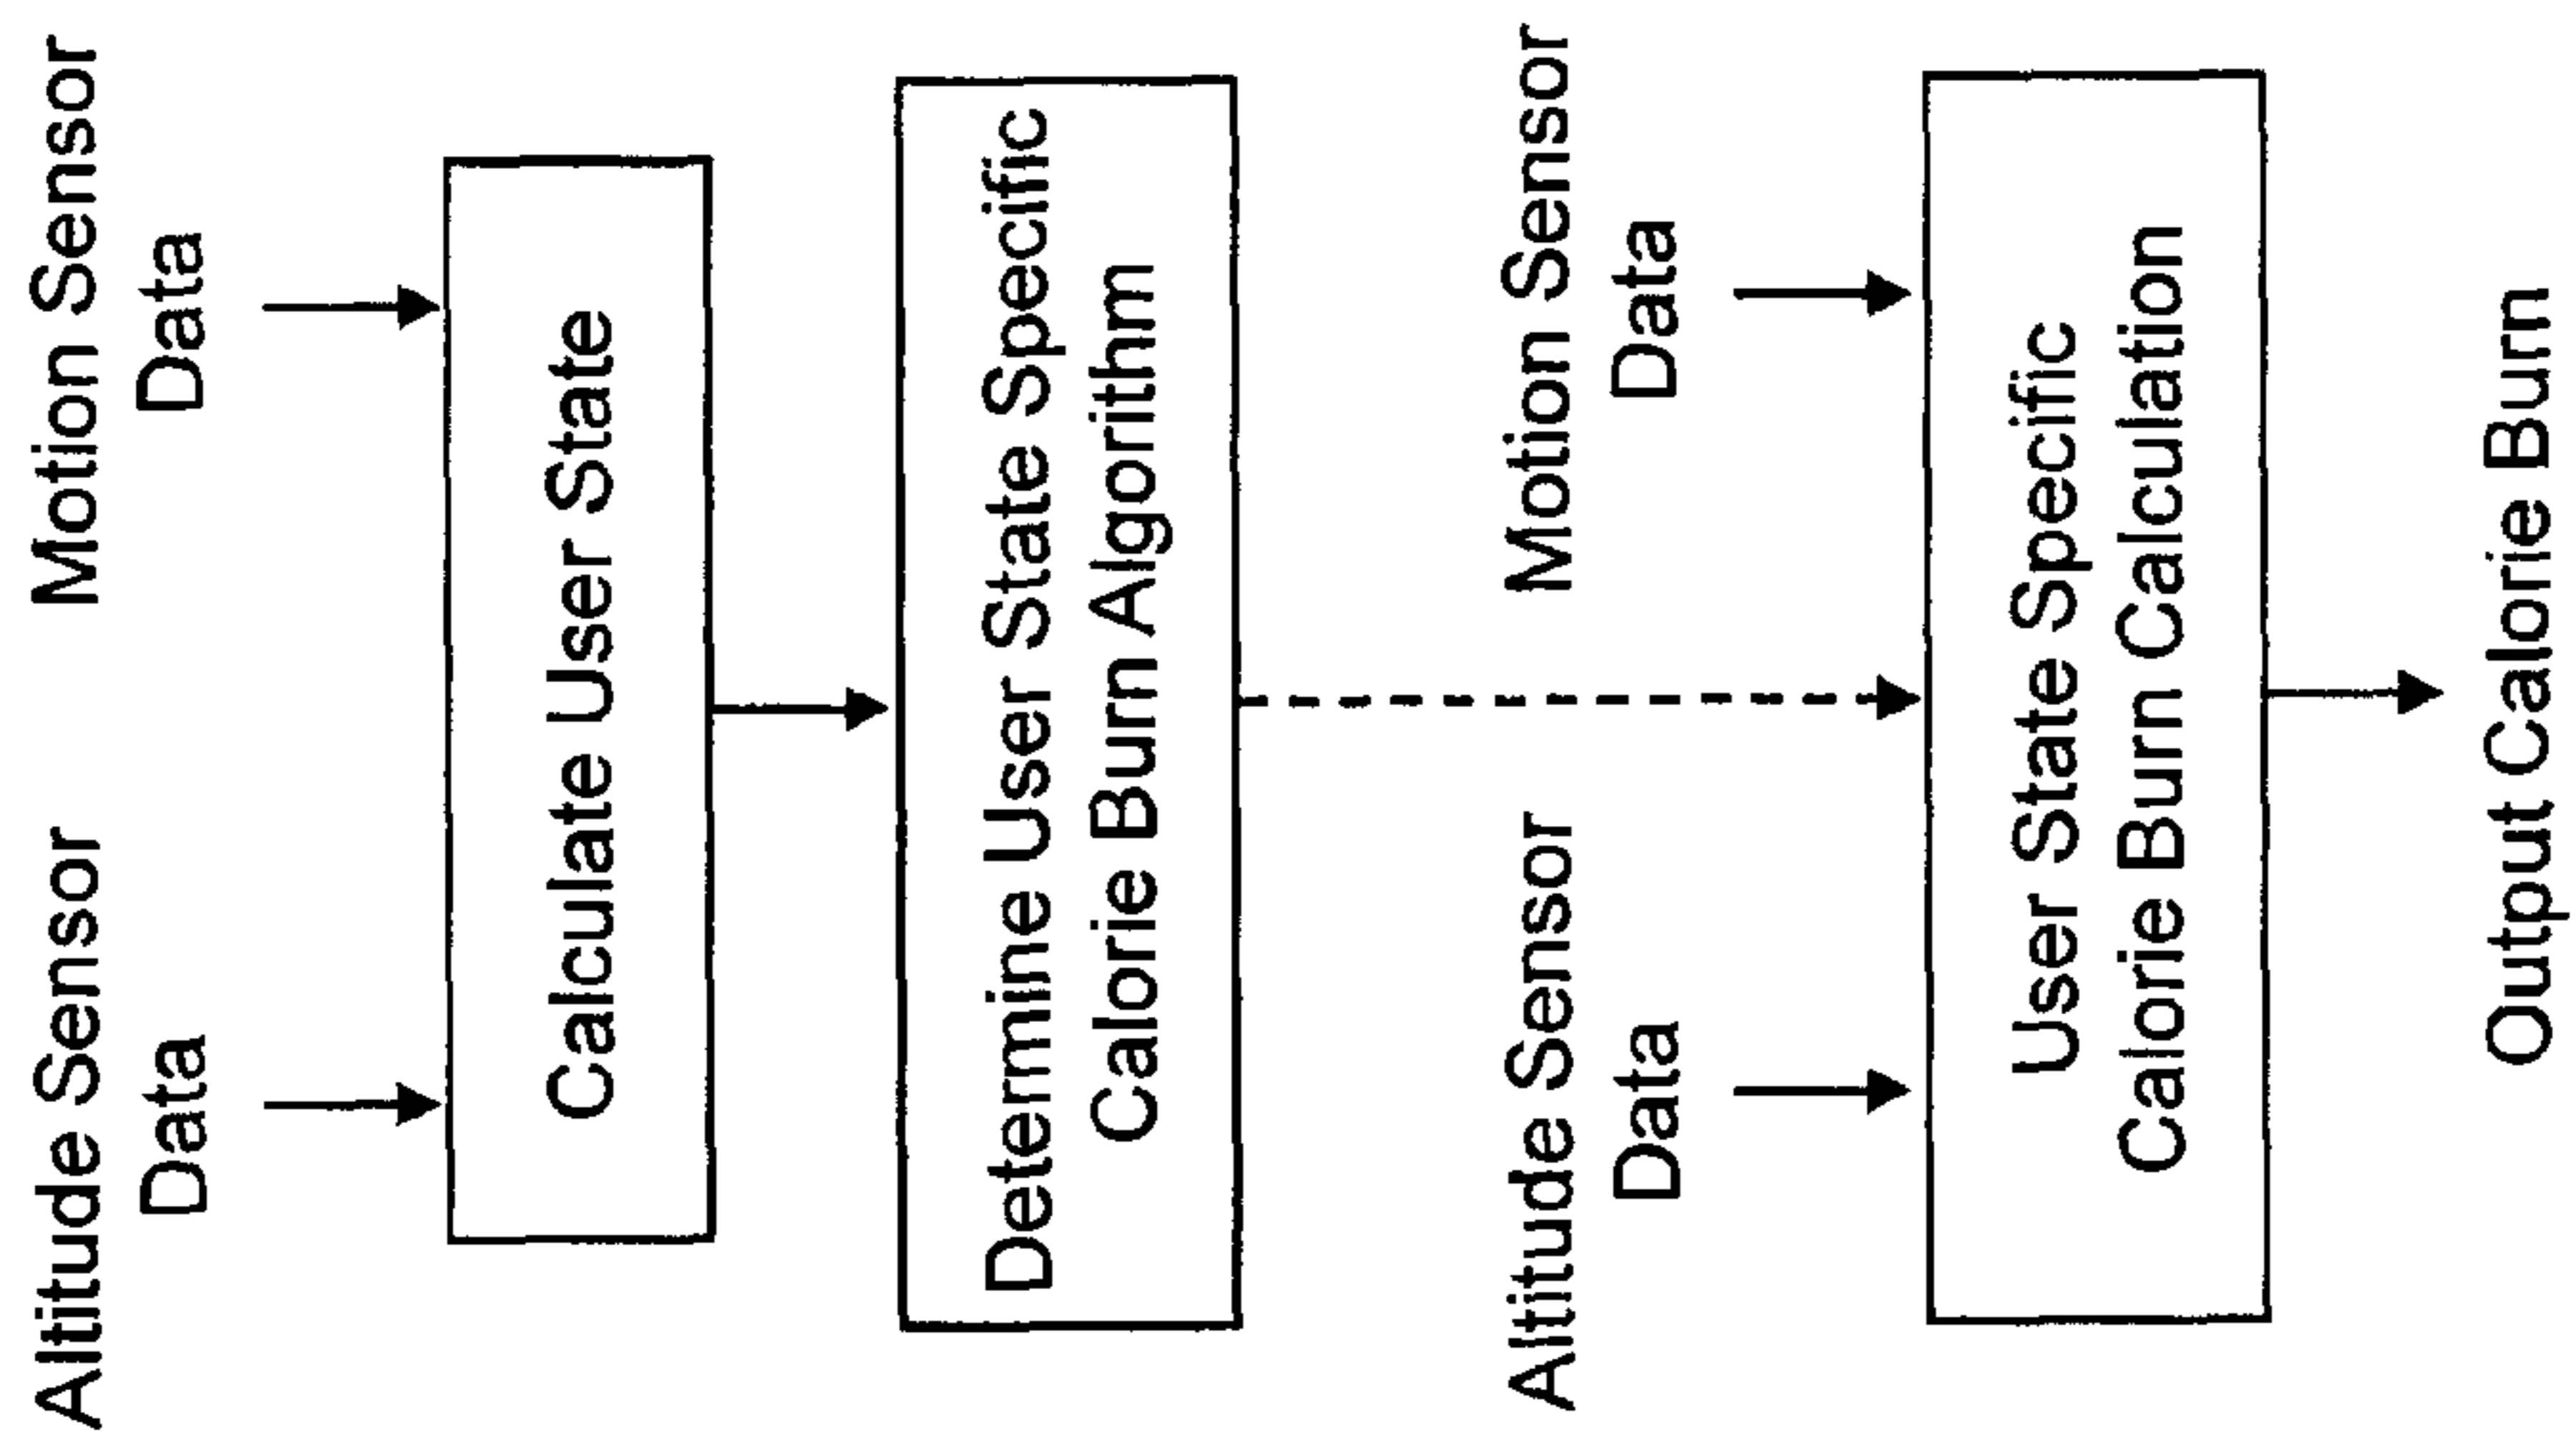 Altitude Sensor
Data
Motion Sensor
Data
Calculate User State
Determine User State Specific
Calorie Burn Algorithm
Altitude Sensor
Data
Motion Sensor
Data
User State Specific
Calorie Burn Calculation
Output Calorie Burn